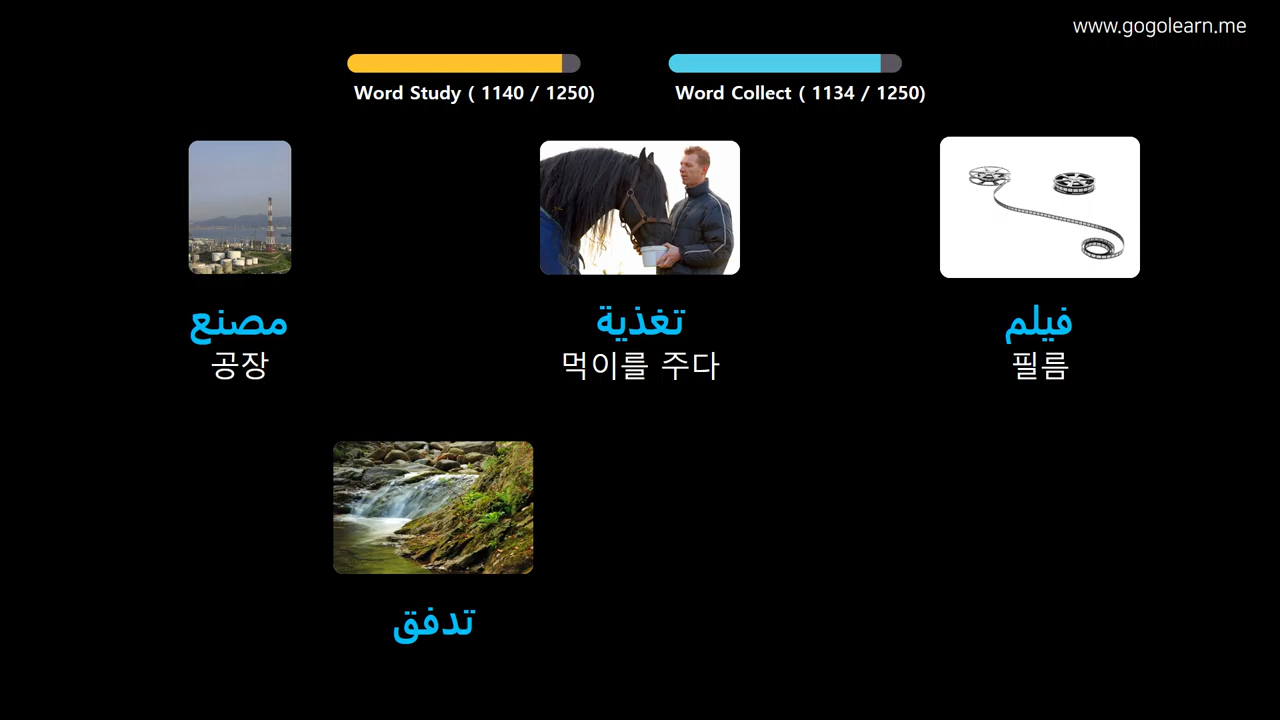 www.gogolearn.me
Word Study ( 1140 / 1250)
Word Collect ( 1134 / 1250)
مصنع
공장
تغذية
먹이를 주다
فيلم
필름
تدفق